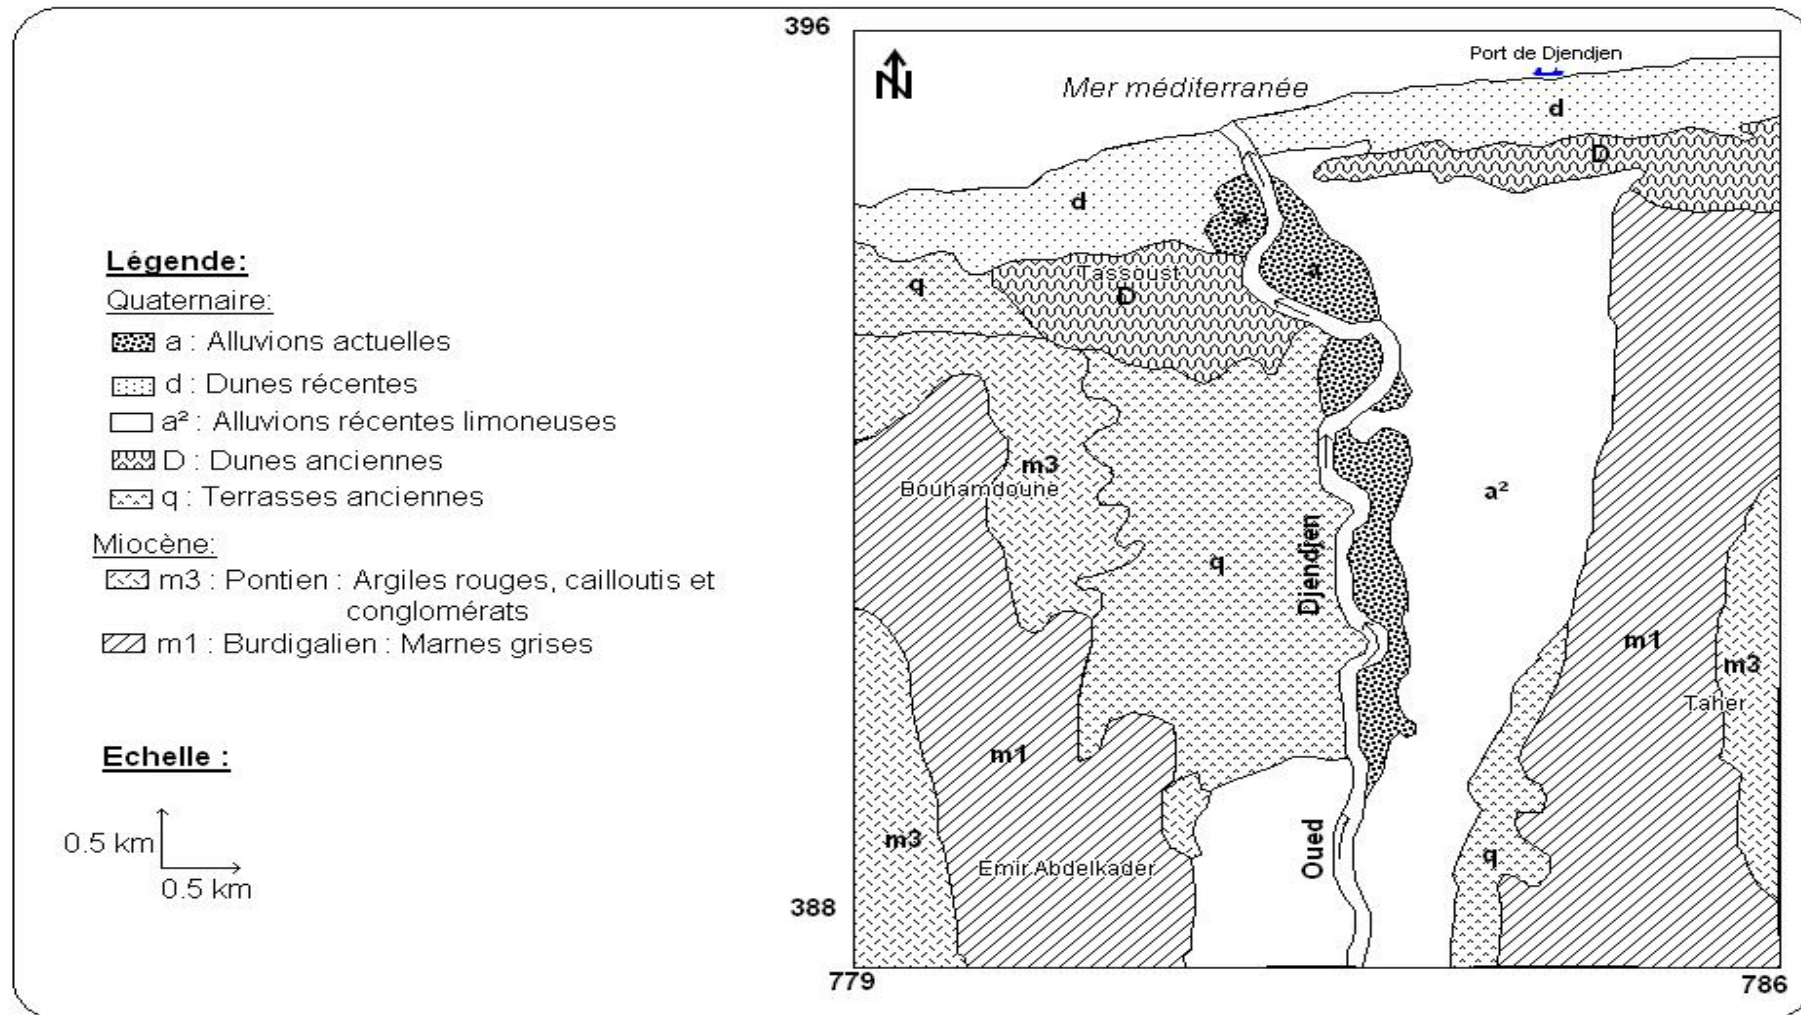 Légende:
Quaternaire:
a : Alluvions actuelles
d : Dunes récentes
a² : Alluvions récentes limoneuses
D : Dunes anciennes
q : Terrasses anciennes
Miocène:
m3 : Pontien : Argiles rouges, cailloutis et
conglomérats
m1 : Burdigalien : Marnes grises
Echelle :
0.5 km
0.5 km
396
N
Port de Djendjen
Mer méditerranée
d
D
d
a
a
Tassoust
q
D
m3
Bouhamdoune
a²
Djendjen
q
m1
m3
Taher
m1
m3
Oued
q
Emir Abdelkader
388
779
786